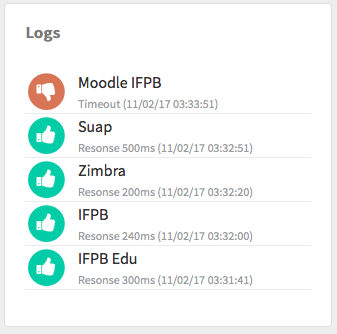 Logs
Moodle IFPB
Timeout (11/02/17 03:33:51)
Suap
Resonse 500ms (11/02/17 03:32:51)
Zimbra
Resonse 200ms (11/02/17 03:32:20)
IFPB
Resonse 240ms (11/02/17 03:32:00)
IFPB Edu
Resonse 300ms (11/02/17 03:31:41)